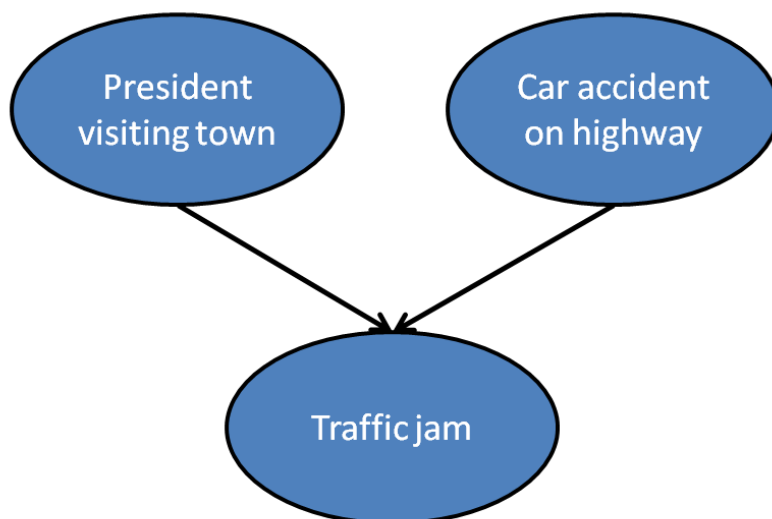 President
visiting town
Car accident
on highway
Traffic jam